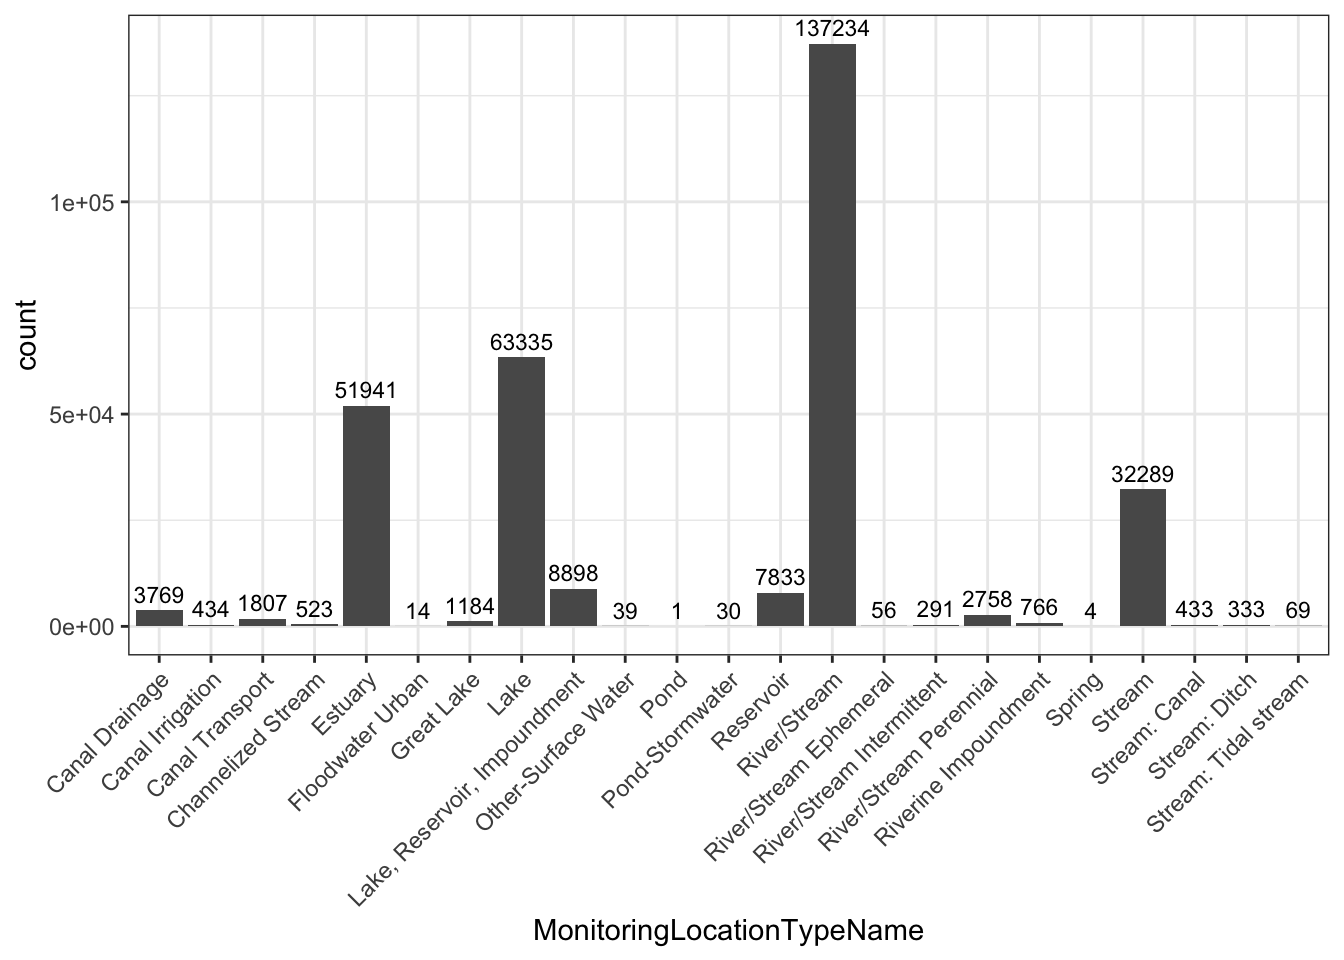 137234
1e+05
63335
51941
5e+04
32289
8898
7833
3769
434
1807
523
14
1184
39
1
30
56
291
2758
766
4
433
333
69
0e+00
count
Canal Drainage
Canal Irrigation
Canal Transport
Channelized Stream
Estuary
Floodwater Urban
Great Lake
Lake
Lake, Reservoir, Impoundment
Other-Surface Water
Pond
Pond-Stormwater
Reservoir
River/Stream
River/Stream Ephemeral
River/Stream Intermittent
River/Stream Perennial
Riverine Impoundment
Spring
Stream
Stream: Canal
Stream: Ditch
Stream: Tidal stream
MonitoringLocationTypeName